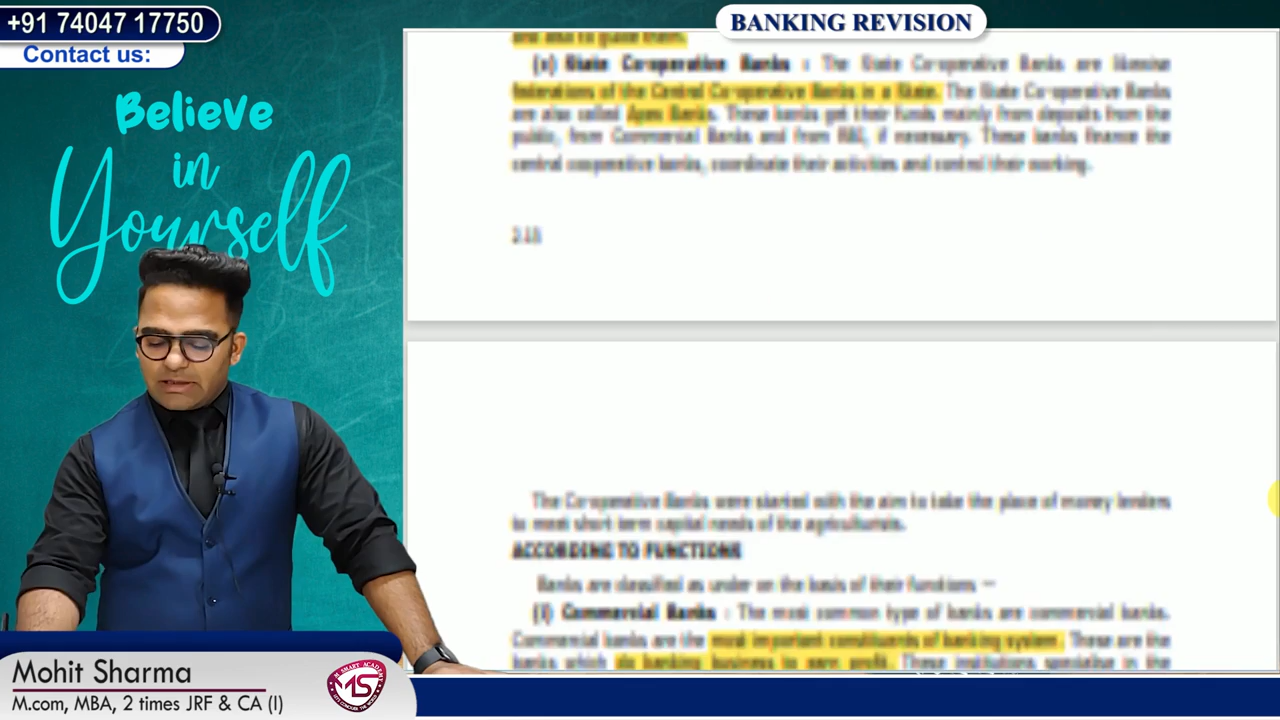 +91 74047 17750
Contact us:
BANKING REVISION
Believe
in
Yourself
and also to guide them.
(c) State Co-operative Banks : The State Co-operative Banks are likewise
federations of the Central Co-operative Banks in a State. The State Co-operative Banks
are also called Apex Banks. These banks get their funds mainly from deposits from the
public, from Commercial Banks and from RBI, if necessary. These banks finance the
central cooperative banks, coordinate their activities and control their working.
The Co-operative Banks were started with the aim to take the place of money lenders
to meet short term capital needs of the agriculturists.
ACCORDING TO FUNCTIONS
Banks are classified as under on the basis of their functions —
(i) Commercial Banks : The most common type of banks are commercial banks.
Commercial banks are the most important constituents of banking system. These are the
banks which do banking business to earn profit. These institutions specialise in the
Mohit Sharma
M.com, MBA, 2 times JRF & CA (I)
MS